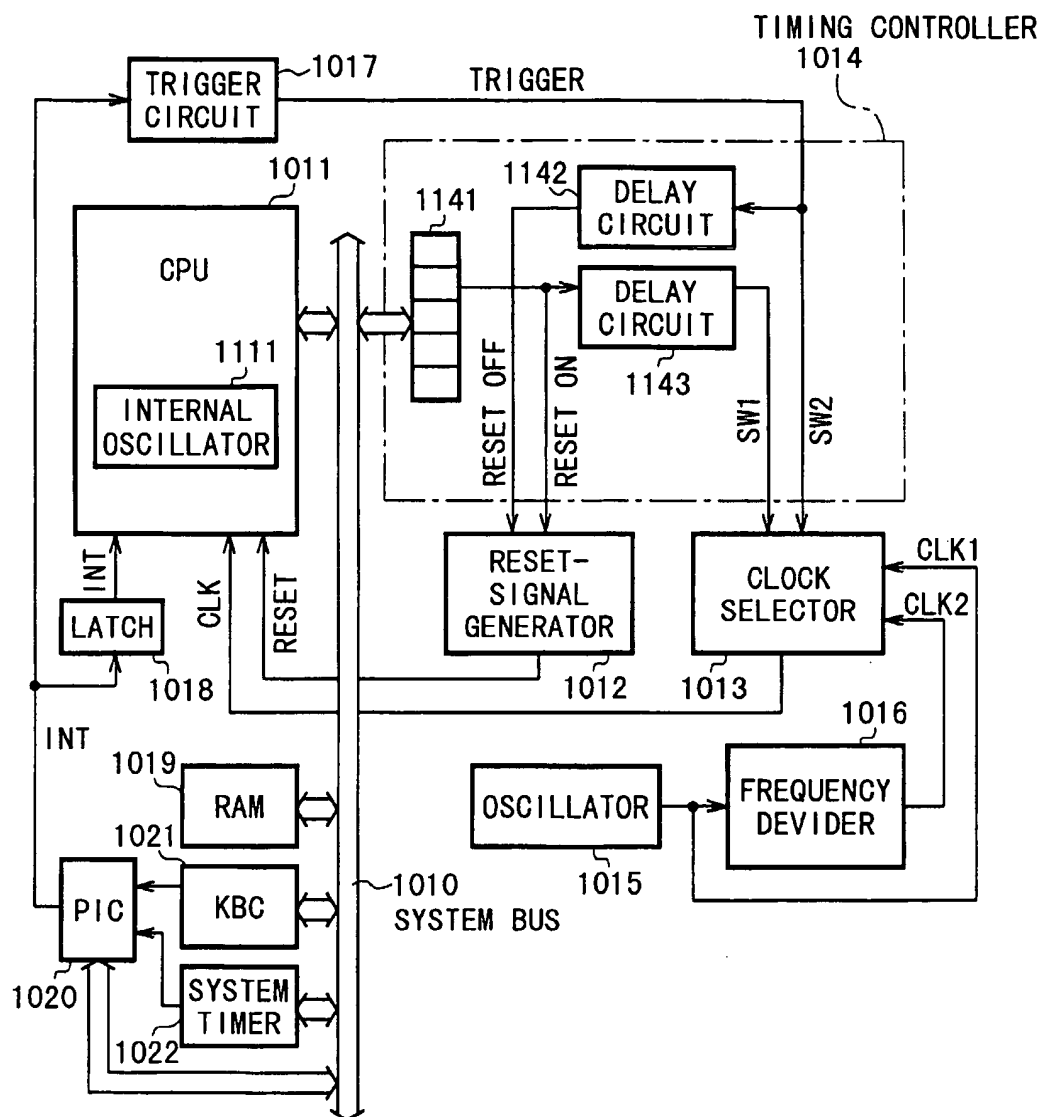 TIMING CONTROLLER
1014
1017
TRIGGER
CIRCUIT
TRIGGER
1011
CPU
1111
INTERNAL
OSCILLATOR
1141
1142
DELAY
CIRCUIT
DELAY
CIRCUIT
1143
RESET OFF
RESET ON
SW1
SW2
INT
LATCH
1018
CLK
RESET
RESET-
SIGNAL
GENERATOR
1012
CLOCK
SELECTOR
1013
CLK1
CLK2
INT
1019
RAM
1021
KBC
PIC
1020
SYSTEM
TIMER
1022
1010
SYSTEM BUS
OSCILLATOR
1015
1016
FREQUENCY
DEVIDER